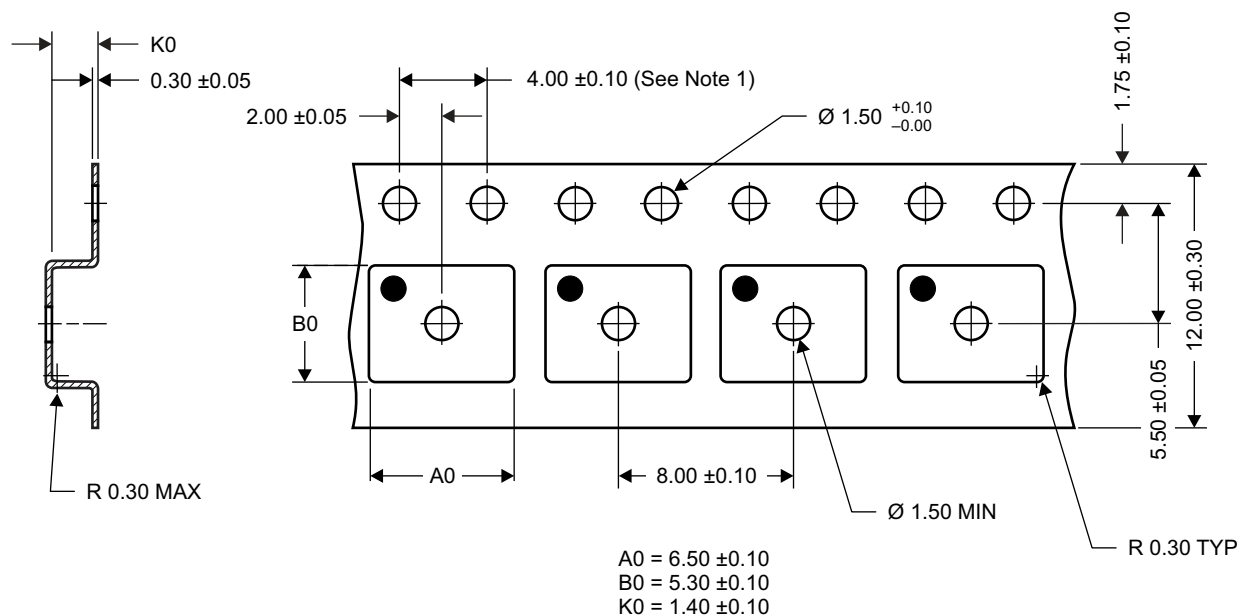 K0
0.30 ±0.05
4.00 ±0.10 (See Note 1)
2.00 ±0.05
Ø 1.50 +0.10 –0.00
1.75 ±0.10
B0
12.00 ±0.30
5.50 ±0.05
R 0.30 MAX
A0
8.00 ±0.10
Ø 1.50 MIN
R 0.30 TYP
A0 = 6.50 ±0.10
B0 = 5.30 ±0.10
K0 = 1.40 ±0.10